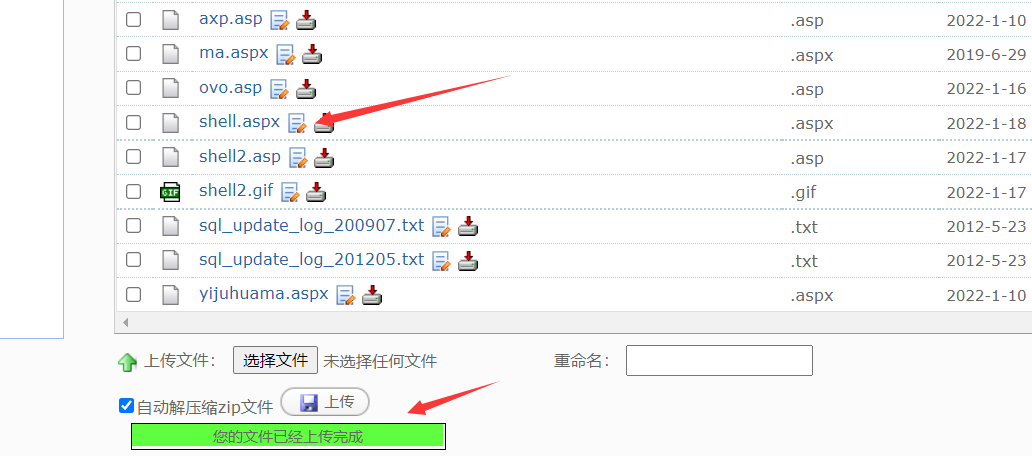 axp.asp .asp 2022-1-10
ma.aspx .aspx 2019-6-29
ovo.asp .asp 2022-1-16
shell.aspx .aspx 2022-1-18
shell2.asp .asp 2022-1-17
GIF shell2.gif .gif 2022-1-17
sql_update_log_200907.txt .txt 2012-5-23
sql_update_log_201205.txt .txt 2012-5-23
yijuhuama.aspx .aspx 2022-1-10
上传文件: 选择文件 未选择任何文件 重命名:
自动解压缩zip文件 上传
您的文件已经上传完成